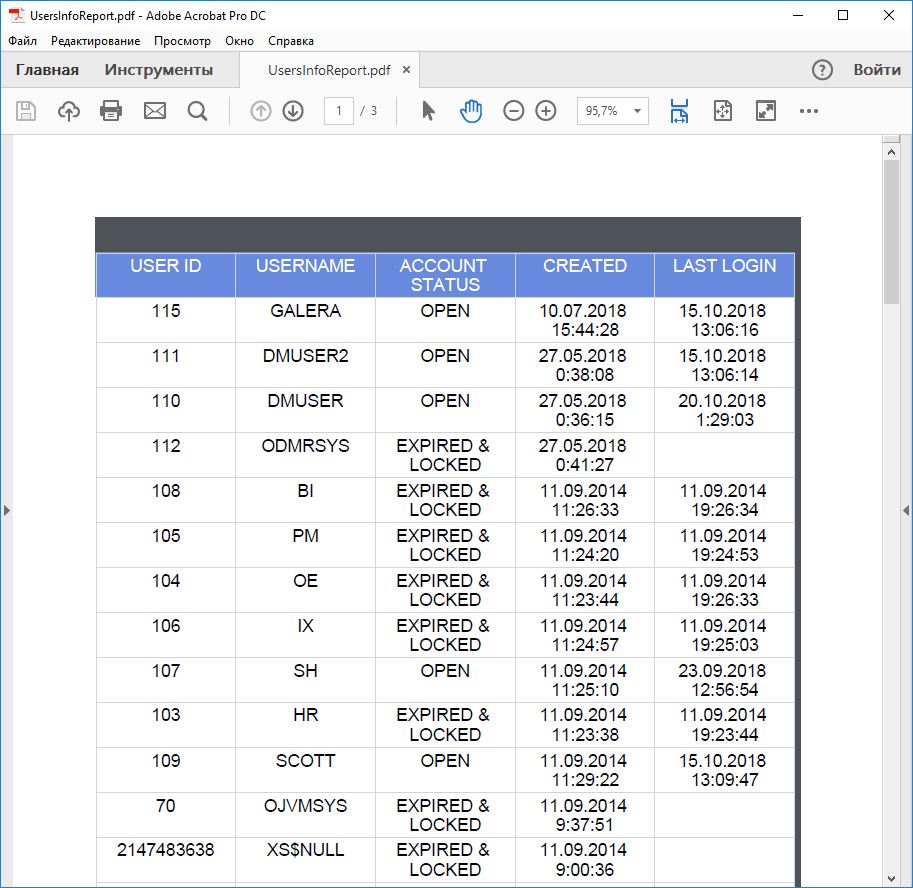 UsersInfoReport.pdf - Adobe Acrobat Pro DC
Файл Редактирование Просмотр Окно Справка
Главная Инструменты UsersInfoReport.pdf × ? Войти
1 / 3 95,7%
USER ID USERNAME ACCOUNT STATUS CREATED LAST LOGIN
115 GALERA OPEN 10.07.2018 15:44:28 15.10.2018 13:06:16
111 DMUSER2 OPEN 27.05.2018 0:38:08 15.10.2018 13:06:14
110 DMUSER OPEN 27.05.2018 0:36:15 20.10.2018 1:29:03
112 ODMRSYS EXPIRED & LOCKED 27.05.2018 0:41:27
108 BI EXPIRED & LOCKED 11.09.2014 11:26:33 11.09.2014 19:26:34
105 PM EXPIRED & LOCKED 11.09.2014 11:24:20 11.09.2014 19:24:53
104 OE EXPIRED & LOCKED 11.09.2014 11:23:44 11.09.2014 19:26:33
106 IX EXPIRED & LOCKED 11.09.2014 11:24:57 11.09.2014 19:25:03
107 SH OPEN 11.09.2014 11:25:10 23.09.2018 12:56:54
103 HR EXPIRED & LOCKED 11.09.2014 11:23:38 11.09.2014 19:23:44
109 SCOTT OPEN 11.09.2014 11:29:22 15.10.2018 13:09:47
70 OJVMSYS EXPIRED & LOCKED 11.09.2014 9:37:51
2147483638 XS$NULL EXPIRED & LOCKED 11.09.2014 9:00:36